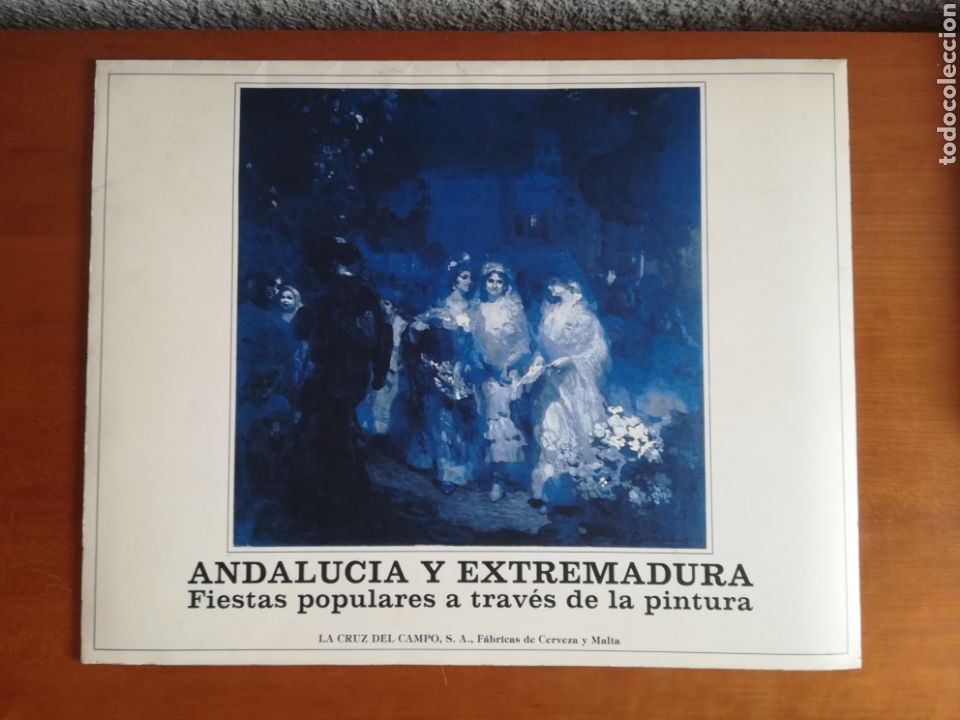 ANDALUCIA Y EXTREMADURA
Fiestas populares a través de la pintura
LA CRUZ DEL CAMPO, S. A., Fábricas de Cerveza y Malta
todocoleccion